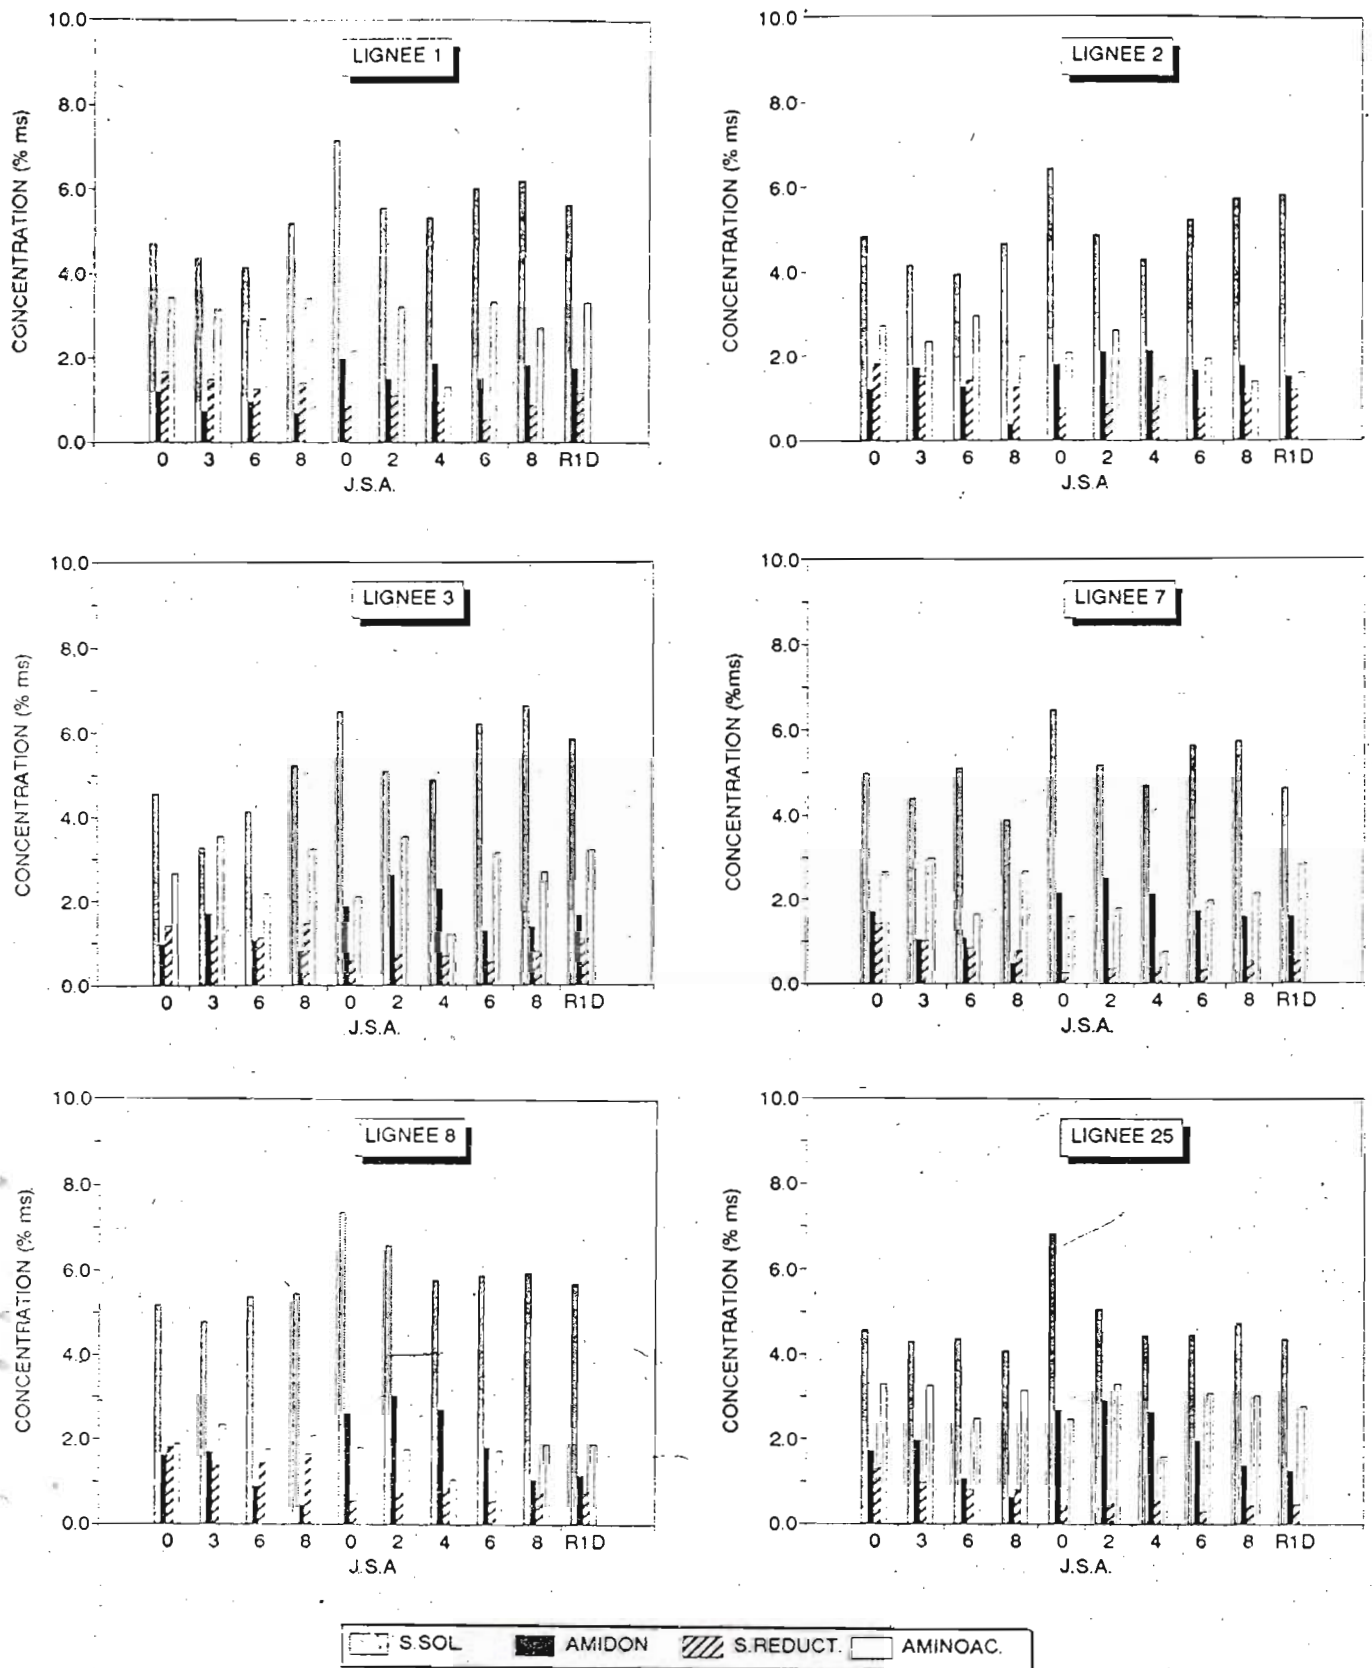 LIGNEE 1
CONCENTRATION (% ms)
10.0
8.0
6.0
4.0
2.0
0.0
0 3 6 8 0 2 4 6 8 R1D
J.S.A.
LIGNEE 2
CONCENTRATION (% ms)
10.0
8.0
6.0
4.0
2.0
0.0
0 3 6 8 0 2 4 6 8 R1D
J.S.A
LIGNEE 3
CONCENTRATION (% ms)
10.0
8.0
6.0
4.0
2.0
0.0
0 3 6 8 0 2 4 6 8 R1D
J.S.A.
LIGNEE 7
CONCENTRATION (%ms)
10.0
8.0
6.0
4.0
2.0
0.0
0 3 6 8 0 2 4 6 8 R1D
J.S.A.
LIGNEE 8
CONCENTRATION (% ms)
10.0
8.0
6.0
4.0
2.0
0.0
0 3 6 8 0 2 4 6 8 R1D
J.S.A
LIGNEE 25
CONCENTRATION (% ms)
10.0
8.0
6.0
4.0
2.0
0.0
0 3 6 8 0 2 4 6 8 R1D
J.S.A.
S.SOL AMIDON S.REDUCT. AMINOAC.